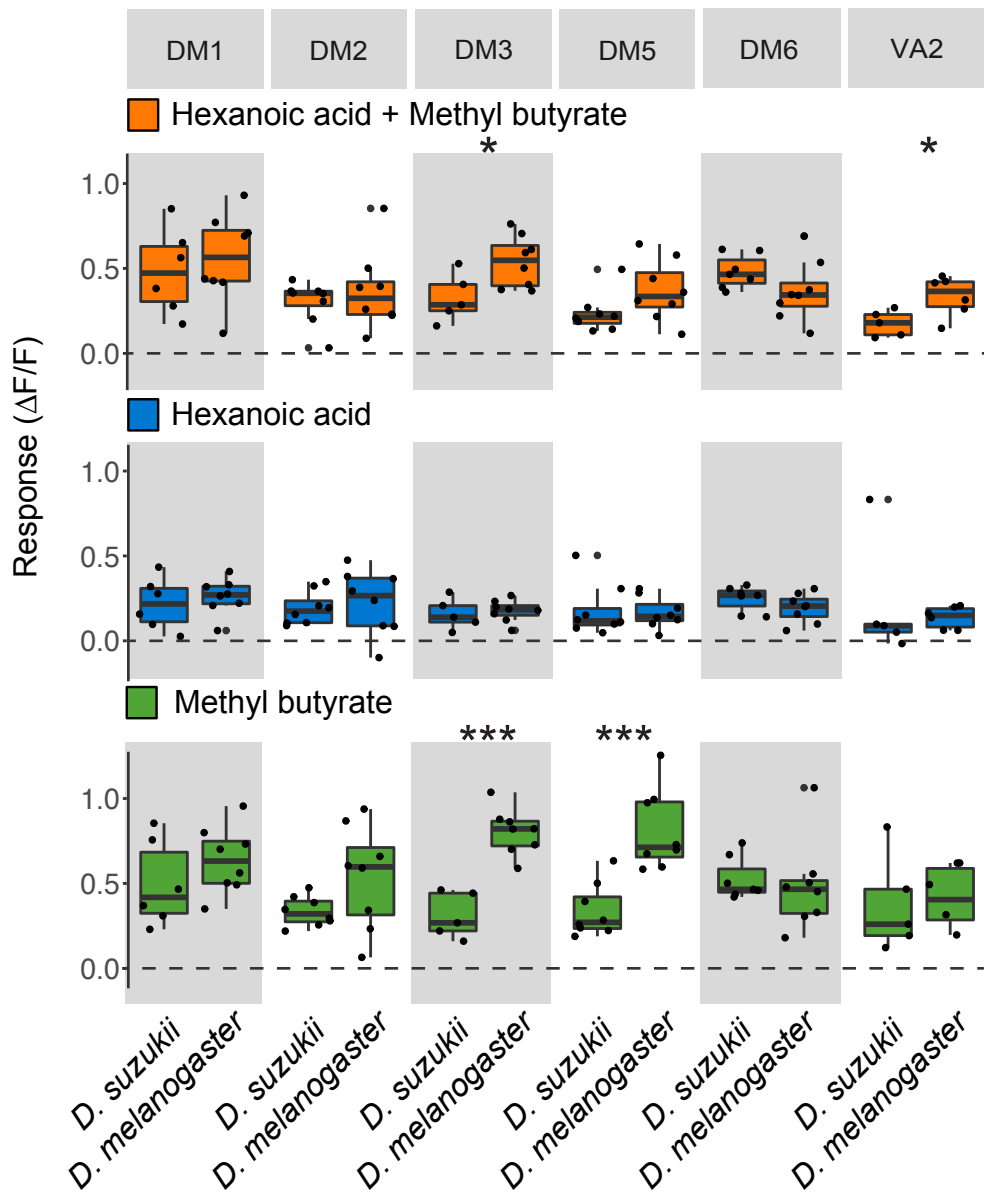 DM1 DM2 DM3 DM5 DM6 VA2
Hexanoic acid + Methyl butyrate
* *
1.0
0.5
0.0
Response (ΔF/F)
Hexanoic acid
1.0
0.5
0.0
Methyl butyrate
*** ***
1.0
0.5
0.0
D. suzukii
D. melanogaster
D. suzukii
D. melanogaster
D. suzukii
D. melanogaster
D. suzukii
D. melanogaster
D. suzukii
D. melanogaster
D. suzukii
D. melanogaster